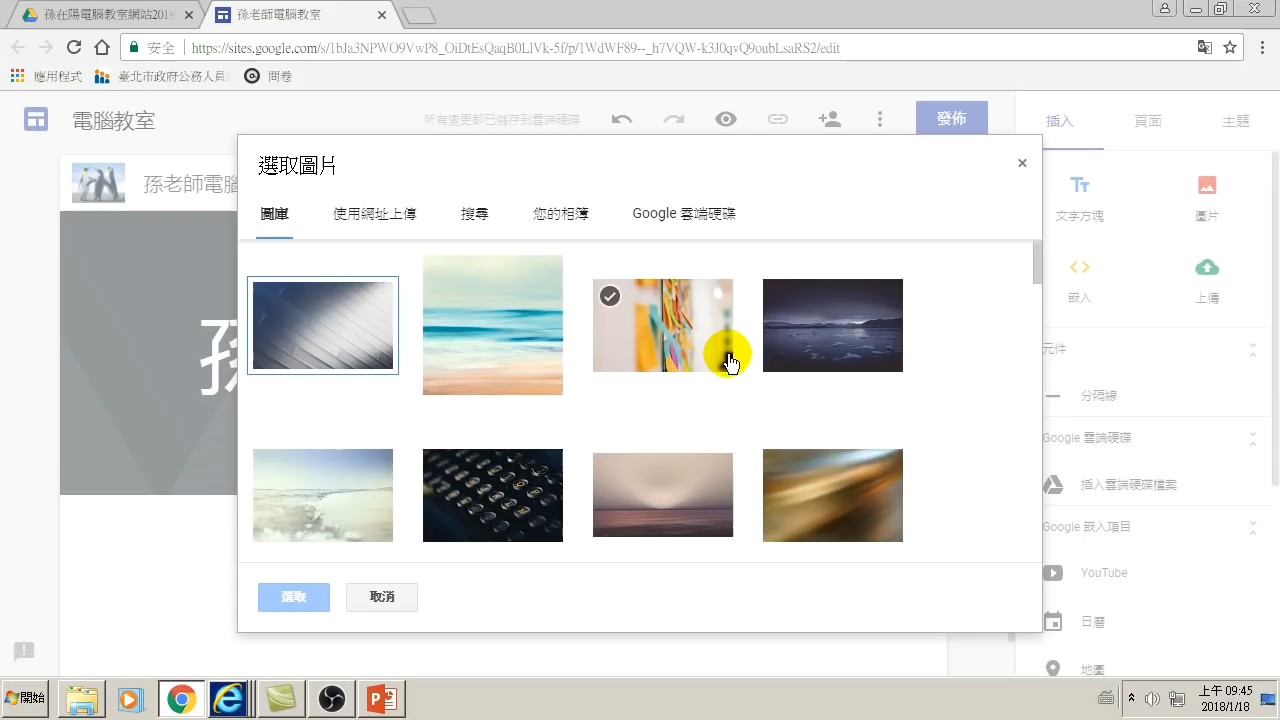 孫在陽電腦教室網站201
孫老師電腦教室
安全
https://sites.google.com/s/1bJa3NPWO9VwP8_OiDtEsQaqB0LIVk-5f/p/1WdWF89--_h7VQW-k3J0qvQ9oubLsaRS2/edit
應用程式
臺北市政府公務人員
問卷
電腦教室
所有變更都已儲存到雲端硬碟
發佈
插入
頁面
主題
孫老師電腦
孫
選取圖片
圖庫
使用網址上傳
搜尋
您的相簿
Google 雲端硬碟
選取
取消
文字方塊
圖片
嵌入
上傳
元件
分隔線
Google 雲端硬碟
插入雲端硬碟檔案
Google 嵌入項目
YouTube
日曆
地圖
開始
上午 09:45
2018/1/18